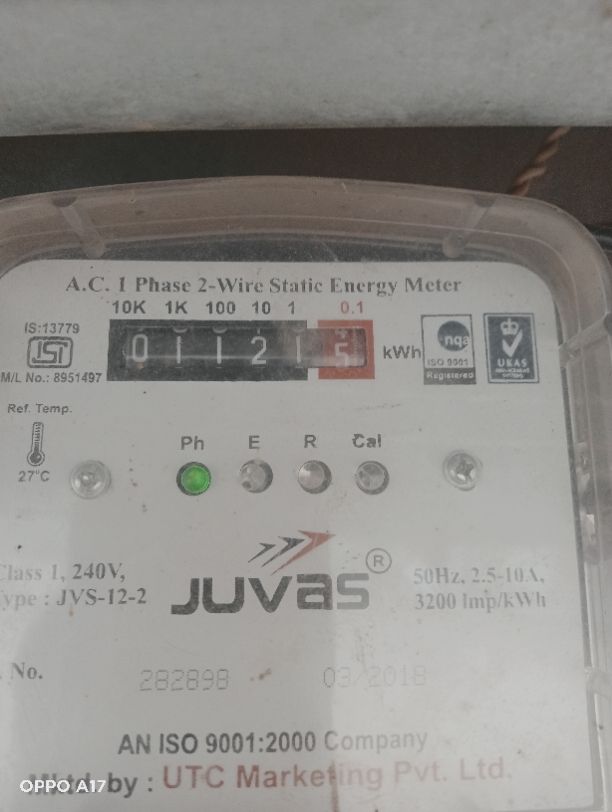 A.C. 1 Phase 2-Wire Static Energy Meter
10K 1K 100 10 1 0.1
IS:13779
0 1 1 2 1 5 kWh
nqa
ISO 9001
Registered
UKAS
M/L No.: 8951497
Ref. Temp.
27°C
Ph E R Cal
Class 1, 240V,
Type : JVS-12-2
JUVAS ®
50Hz, 2.5-10A,
3200 Imp/kWh
. No. 282898 03/2018
AN ISO 9001:2000 Company
Mktd. by : UTC Marketing Pvt. Ltd.
OPPO A17